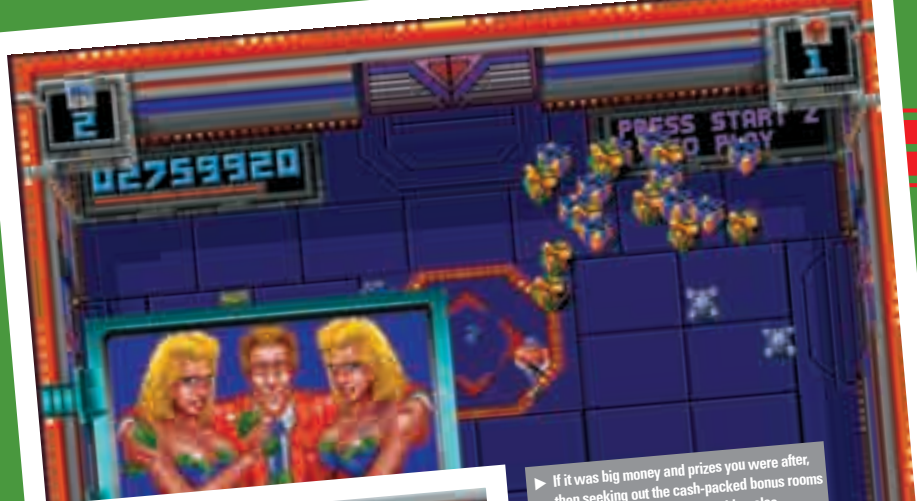 2
1
02759920
PRESS START 2
TO PLAY
► If it was big money and prizes you were after,
then seeking out the cash-packed bonus rooms